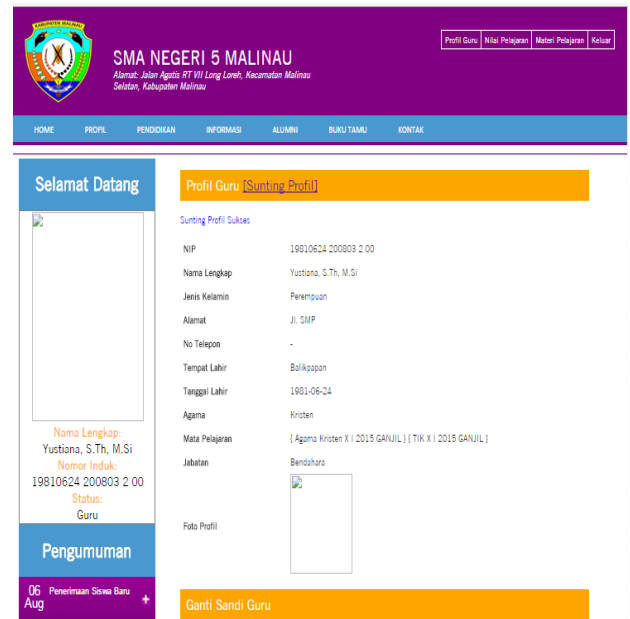 KABUPATEN MALINAU
SMA NEGERI 5 MALINAU
Alamat: Jalan Agatis RT VII Long Loreh, Kecamatan Malinau
Selatan, Kabupaten Malinau
Profil Guru Nilai Pelajaran Materi Pelajaran Keluar
HOME PROFIL PENDIDIKAN INFORMASI ALUMNI BUKU TAMU KONTAK
Selamat Datang
Nama Lengkap:
Yustiana, S.Th, M.Si
Nomor Induk:
19810624 200803 2 00
Status:
Guru
Pengumuman
06 Aug
Penerimaan Siswa Baru +
Profil Guru [Sunting Profil]
Sunting Profil Sukses
NIP 19810624 200803 2 00
Nama Lengkap Yustiana, S.Th, M.Si
Jenis Kelamin Perempuan
Alamat Jl. SMP
No Telepon -
Tempat Lahir Balikpapan
Tanggal Lahir 1981-06-24
Agama Kristen
Mata Pelajaran [ Agama Kristen X I 2015 GANJIL ] [ TIK X I 2015 GANJIL ]
Jabatan Bendahara
Foto Profil
Ganti Sandi Guru